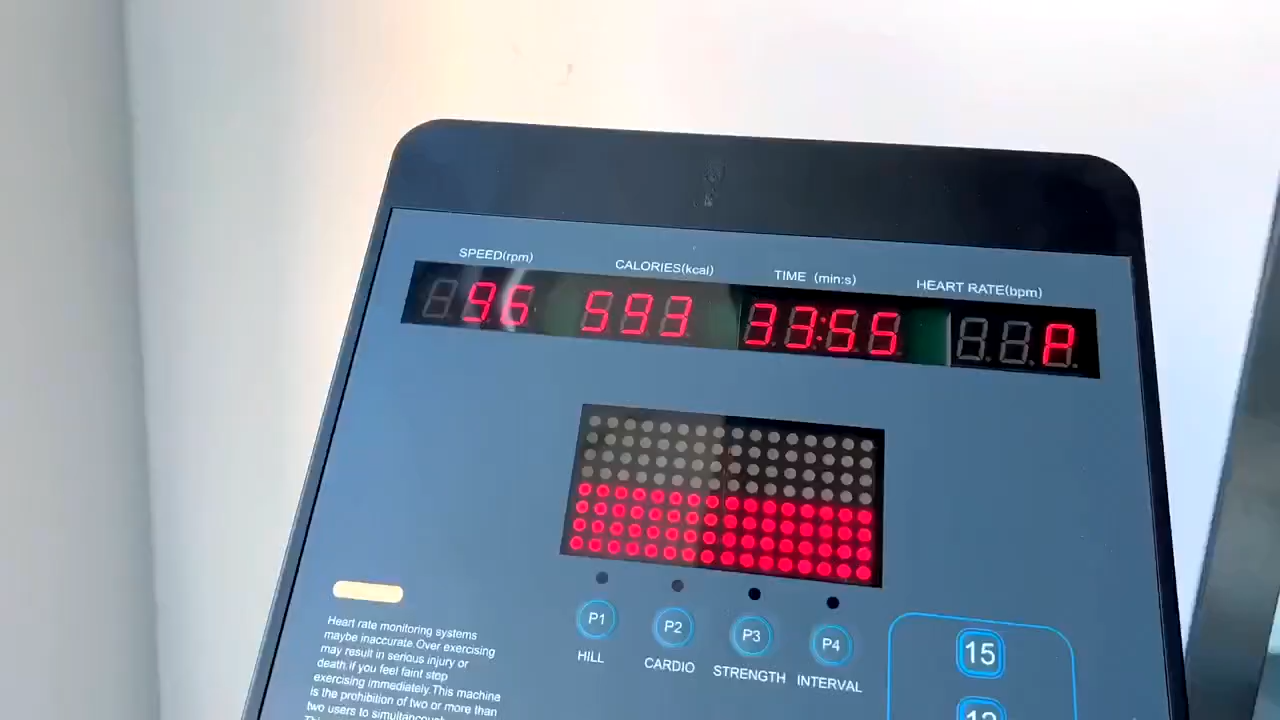 SPEED(rpm) CALORIES(kcal) TIME (min:s) HEART RATE(bpm)
96 593 33:55 P
P1 P2 P3 P4
HILL CARDIO STRENGTH INTERVAL
15
12
Heart rate monitoring systems
maybe inaccurate.Over exercising
may result in serious injury or
death.If you feel faint stop
exercising immediately.This machine
is the prohibition of two or more than
two users to